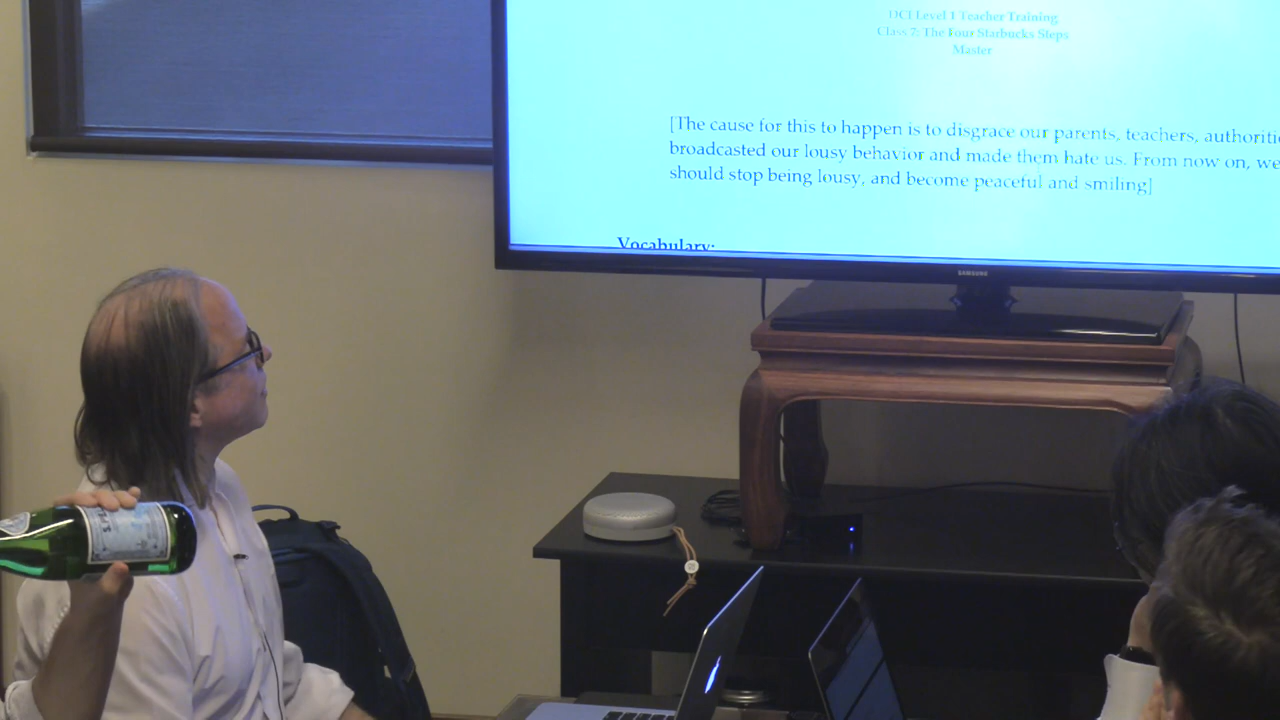 DCI Level 1 Teacher Training
Class 7: The Four Starbucks Steps
Master
[The cause for this to happen is to disgrace our parents, teachers, authoriti
broadcasted our lousy behavior and made them hate us. From now on, we
should stop being lousy, and become peaceful and smiling]
Vocabulary:
SAMSUNG